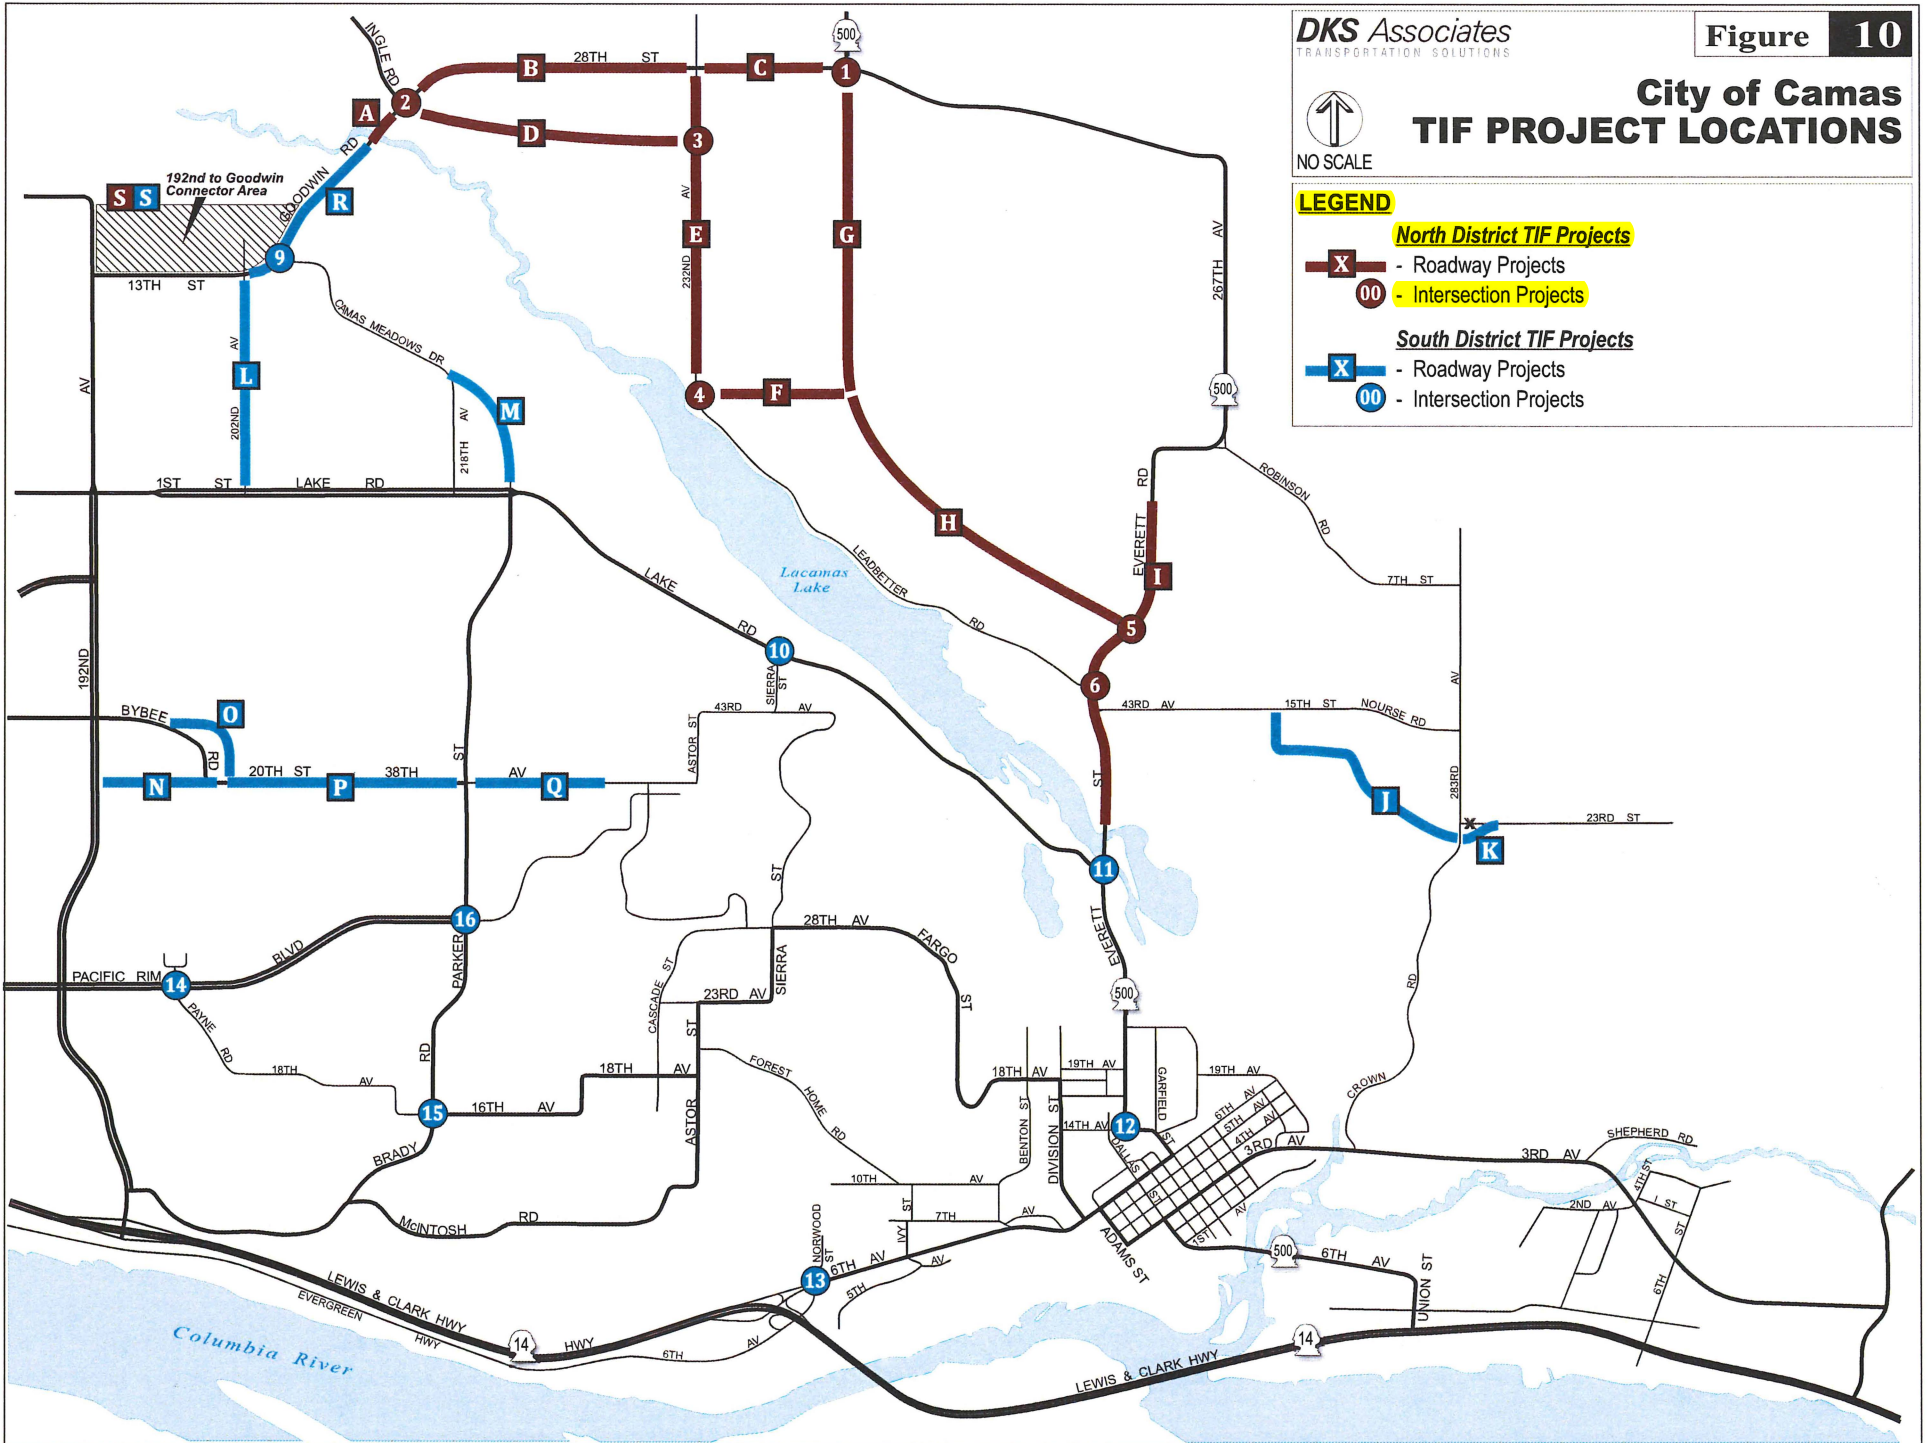 DKS Associates
TRANSPORTATION SOLUTIONS
Figure 10
City of Camas
TIF PROJECT LOCATIONS
NO SCALE
LEGEND
North District TIF Projects
X - Roadway Projects
00 - Intersection Projects
South District TIF Projects
X - Roadway Projects
00 - Intersection Projects
INGLE RD
500
B
28TH ST
C
1
2
A
D
3
GOODWIN RD
R
S S
192nd to Goodwin
Connector Area
9
13TH ST
AV
E
232ND
G
267TH AV
CAMAS MEADOWS DR
AV
L
202ND
M
218TH AV
4
F
500
AV
1ST ST
LAKE RD
H
EVERETT RD
I
ROBINSON RD
7TH ST
LEADBETTER RD
Lacamas
Lake
LAKE RD
10
5
6
192ND
SIERRA ST
43RD AV
ASTOR ST
43RD AV
15TH ST
NOURSE RD
AV
283RD
BYBEE RD
O
N
20TH ST
P
38TH AV
Q
ST
ST
J
X
K
23RD ST
11
16
PACIFIC RIM BLVD
14
PARKER
RD
ST
28TH AV
FARGO ST
SIERRA
CASCADE ST
23RD AV
EVERETT
500
RD
CROWN
PAYNE RD
18TH AV
15
16TH AV
18TH AV
ST
ASTOR
FOREST HOME RD
18TH AV
19TH AV
GARFIELD ST
19TH AV
BENTON ST
DIVISION ST
14TH AV
12
DALLAS ST
6TH AV
5TH AV
4TH AV
3RD AV
3RD AV
SHEPHERD RD
BRADY
McINTOSH RD
10TH AV
IVY ST
7TH AV
NORWOOD ST
13
6TH AV
5TH AV
ADAMS ST
1ST AV
500
6TH AV
UNION ST
2ND AV
4TH ST
I ST
6TH ST
LEWIS & CLARK HWY
EVERGREEN HWY
14
HWY
6TH AV
LEWIS & CLARK HWY
14
Columbia River